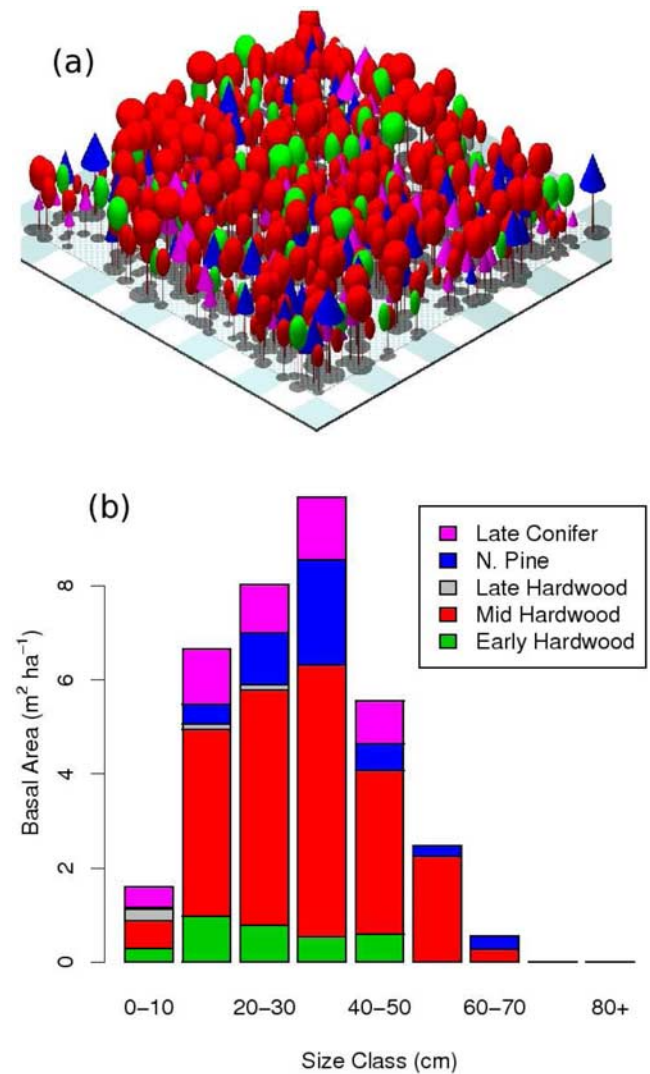 (a)
(b)
Late Conifer
N. Pine
Late Hardwood
Mid Hardwood
Early Hardwood
Basal Area (m² ha⁻¹)
8
6
4
2
0
0–10
20–30
40–50
60–70
80+
Size Class (cm)